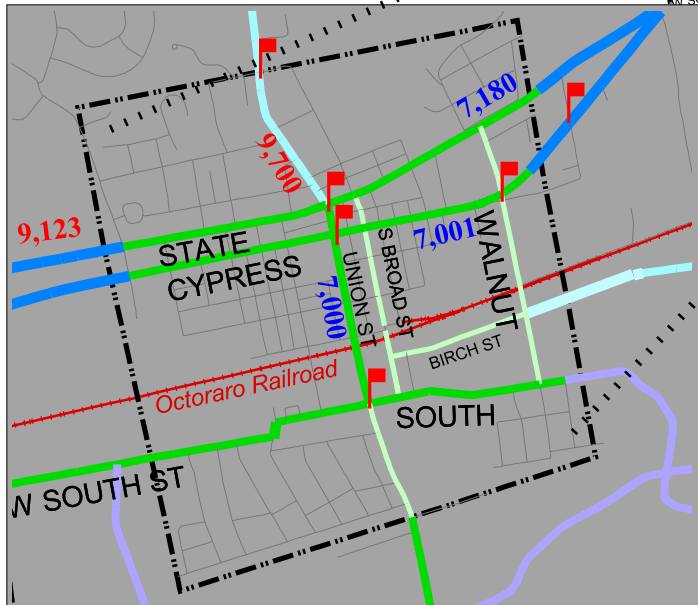 7,180
9,700
9,123
STATE
7,001
CYPRESS
S BROAD ST
WALNUT
UNION ST
7,000
BIRCH ST
Octoraro Railroad
SOUTH
W SOUTH ST